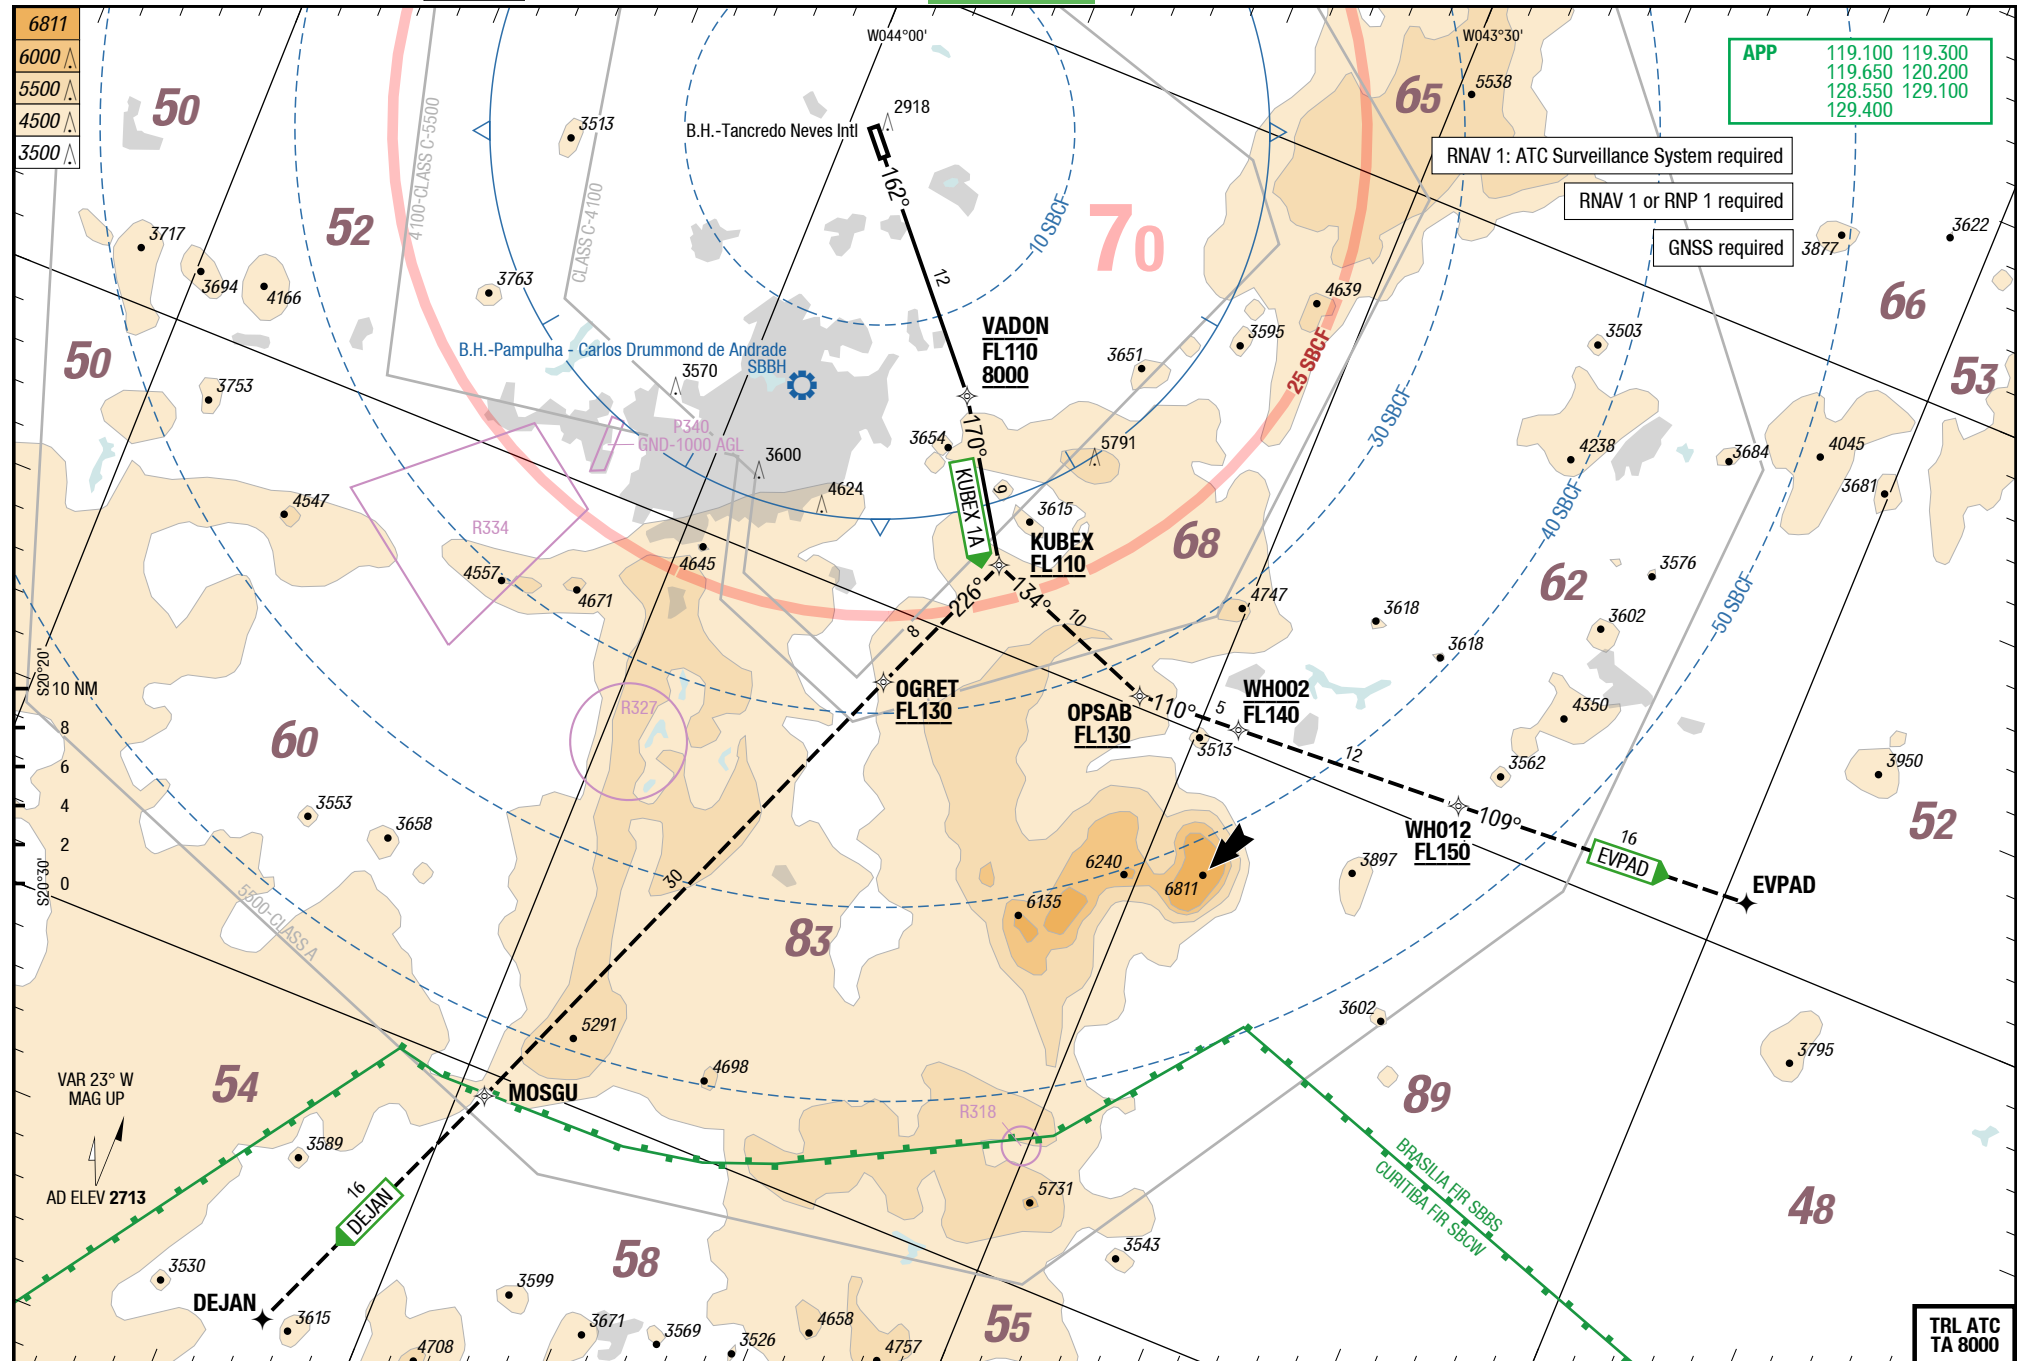 6811
6000
5500
4500
3500
W044°00'
W043°30'
APP
119.100 119.300
119.650 120.200
128.550 129.100
129.400
RNAV 1: ATC Surveillance System required
RNAV 1 or RNP 1 required
GNSS required
50
65
5538
2918
B.H.-Tancredo Neves Intl
3513
4100-CLASS C-5500
CLASS C-4100
162°
12
10 SBCF
70
52
3717
3694
4166
3763
3622
3877
66
4639
3595
3503
25 SBCF
VADON
FL110
8000
B.H.-Pampulha - Carlos Drummond de Andrade
SBBH
50
3570
3651
53
3753
P340
GND-1000 AGL
170°
3654
5791
30 SBCF
4238
3684
4045
3600
3681
KUBEX 1A
9
4624
4547
R334
3615
40 SBCF
68
KUBEX
FL110
4645
4557
4671
226°
134°
10
8
4747
3618
62
3576
3602
50 SBCF
3618
S20°20'
10 NM
8
6
4
2
0
S20°30'
OGRET
FL130
R327
WH002
FL140
OPSAB
FL130
110°
5
3513
4350
60
12
3562
3950
3553
3658
WH012
FL150
109°
16
EVPAD
EVPAD
52
6240
6811
3897
30
6135
5500-CLASS A
83
3602
5291
4698
3795
54
VAR 23° W
MAG UP
MOSGU
R318
89
3589
AD ELEV 2713
BRASILIA FIR SBBS
CURITIBA FIR SBCW
16
DEJAN
5731
48
3543
58
3530
3599
DEJAN
3615
3671
3569
3526
4658
55
4708
4757
TRL ATC
TA 8000